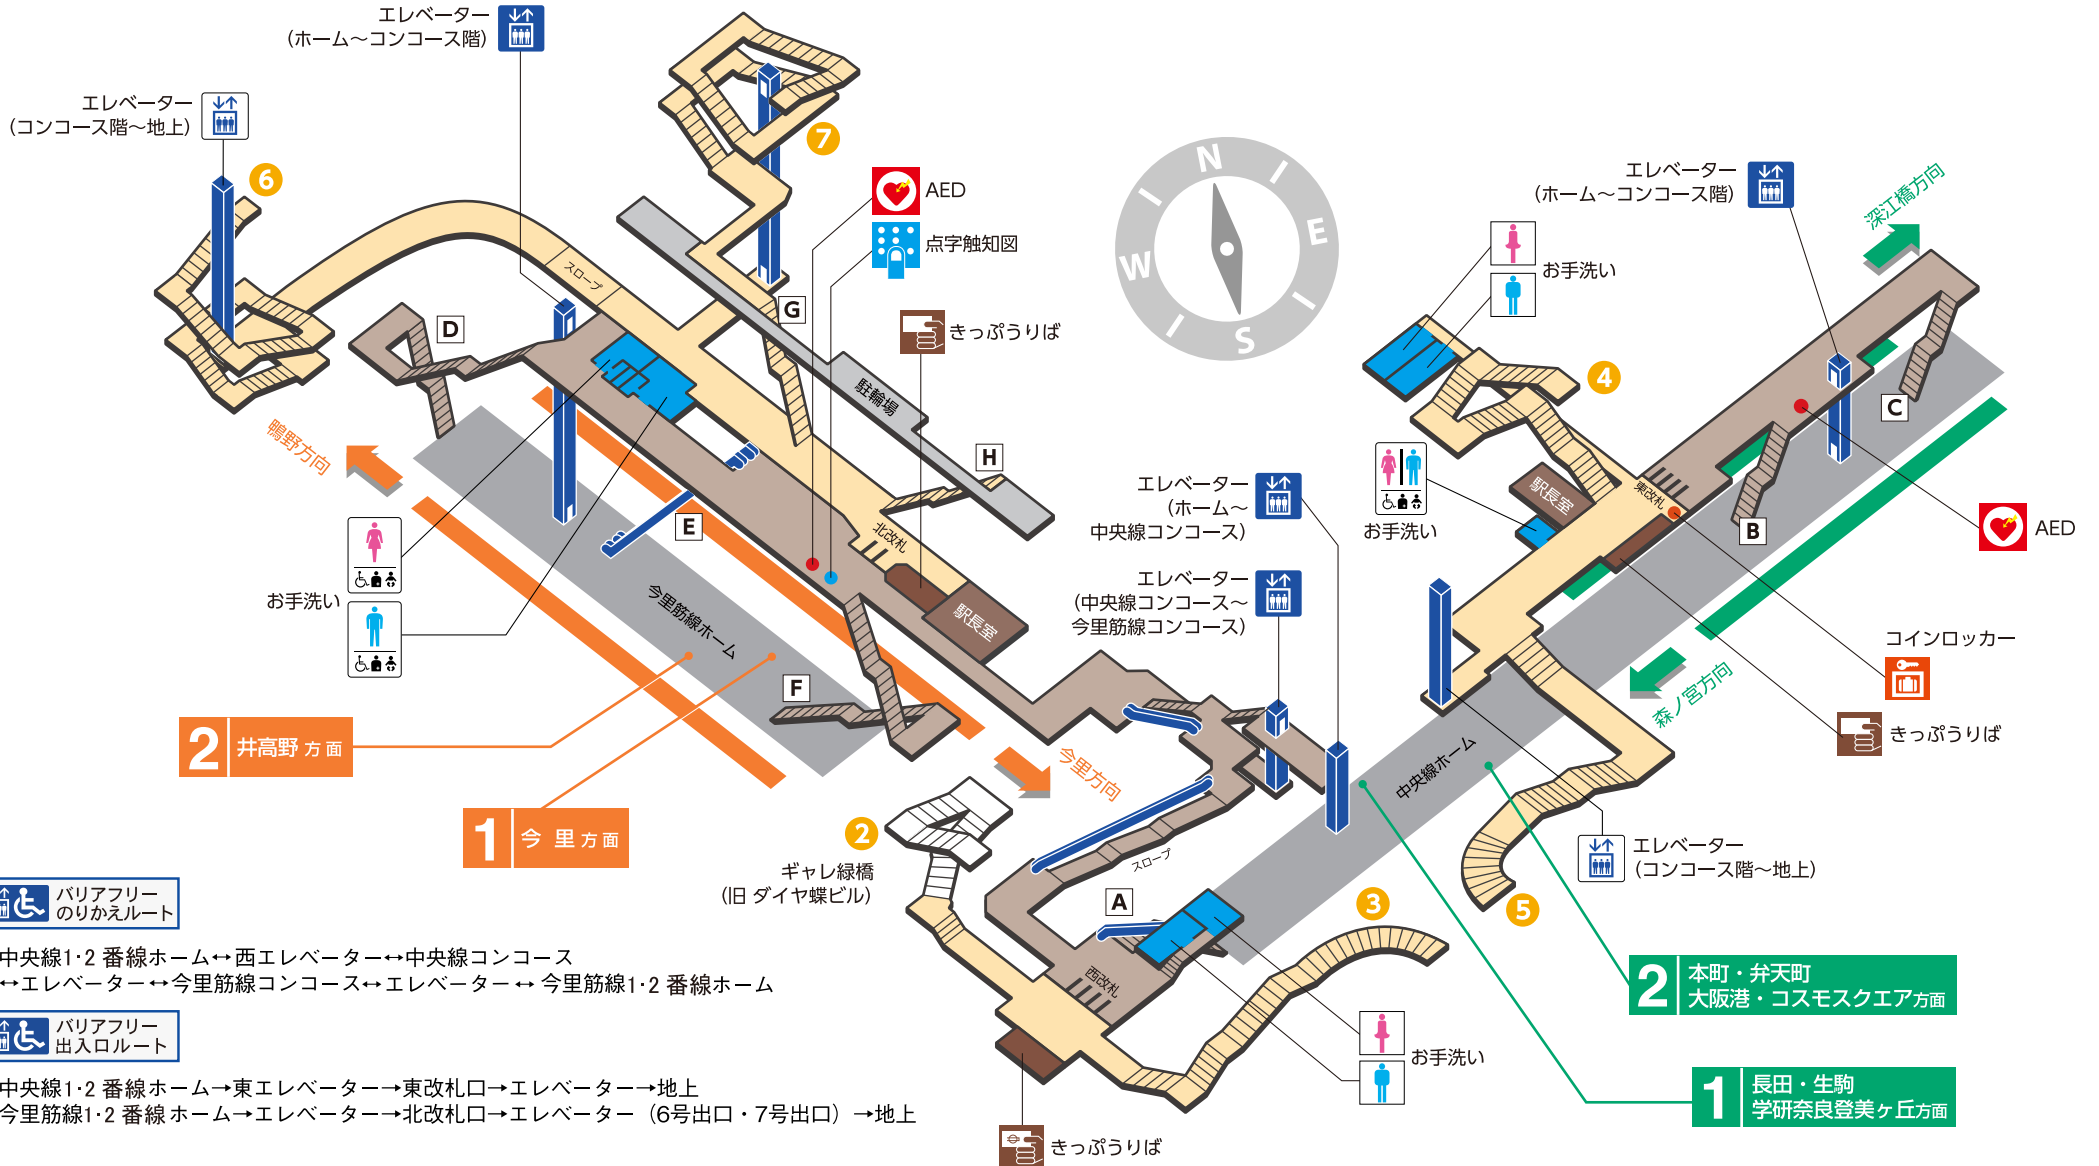 エレベーター
(ホーム～コンコース階)
エレベーター
(コンコース階～地上)
6
7
AED
点字触知図
きっぷうりば
スロープ
D
G
駐輪場
H
鴨野方向
E
北改札
駅長室
今里筋線ホーム
お手洗い
F
2 井高野 方面
1 今里 方面
今里方向
N
E
S
W
エレベーター
(ホーム～コンコース階)
深江橋方向
お手洗い
4
C
B
東改札
駅長室
お手洗い
AED
エレベーター
(ホーム～
中央線コンコース)
エレベーター
(中央線コンコース～
今里筋線コンコース)
コインロッカー
森ノ宮方向
きっぷうりば
中央線ホーム
エレベーター
(コンコース階～地上)
5
2
ギャレ緑橋
(旧 ダイヤ蝶ビル)
スロープ
A
3
西改札
お手洗い
きっぷうりば
2 本町・弁天町
大阪港・コスモスクエア方面
1 長田・生駒
学研奈良登美ヶ丘方面
バリアフリー
のりかえルート
中央線1・2 番線ホーム↔西エレベーター↔中央線コンコース
↔エレベーター↔今里筋線コンコース↔エレベーター↔ 今里筋線1・2 番線ホーム
バリアフリー
出入口ルート
中央線1・2 番線ホーム→東エレベーター→東改札口→エレベーター→地上
今里筋線1・2 番線ホーム→エレベーター→北改札口→エレベーター（6号出口・7号出口）→地上